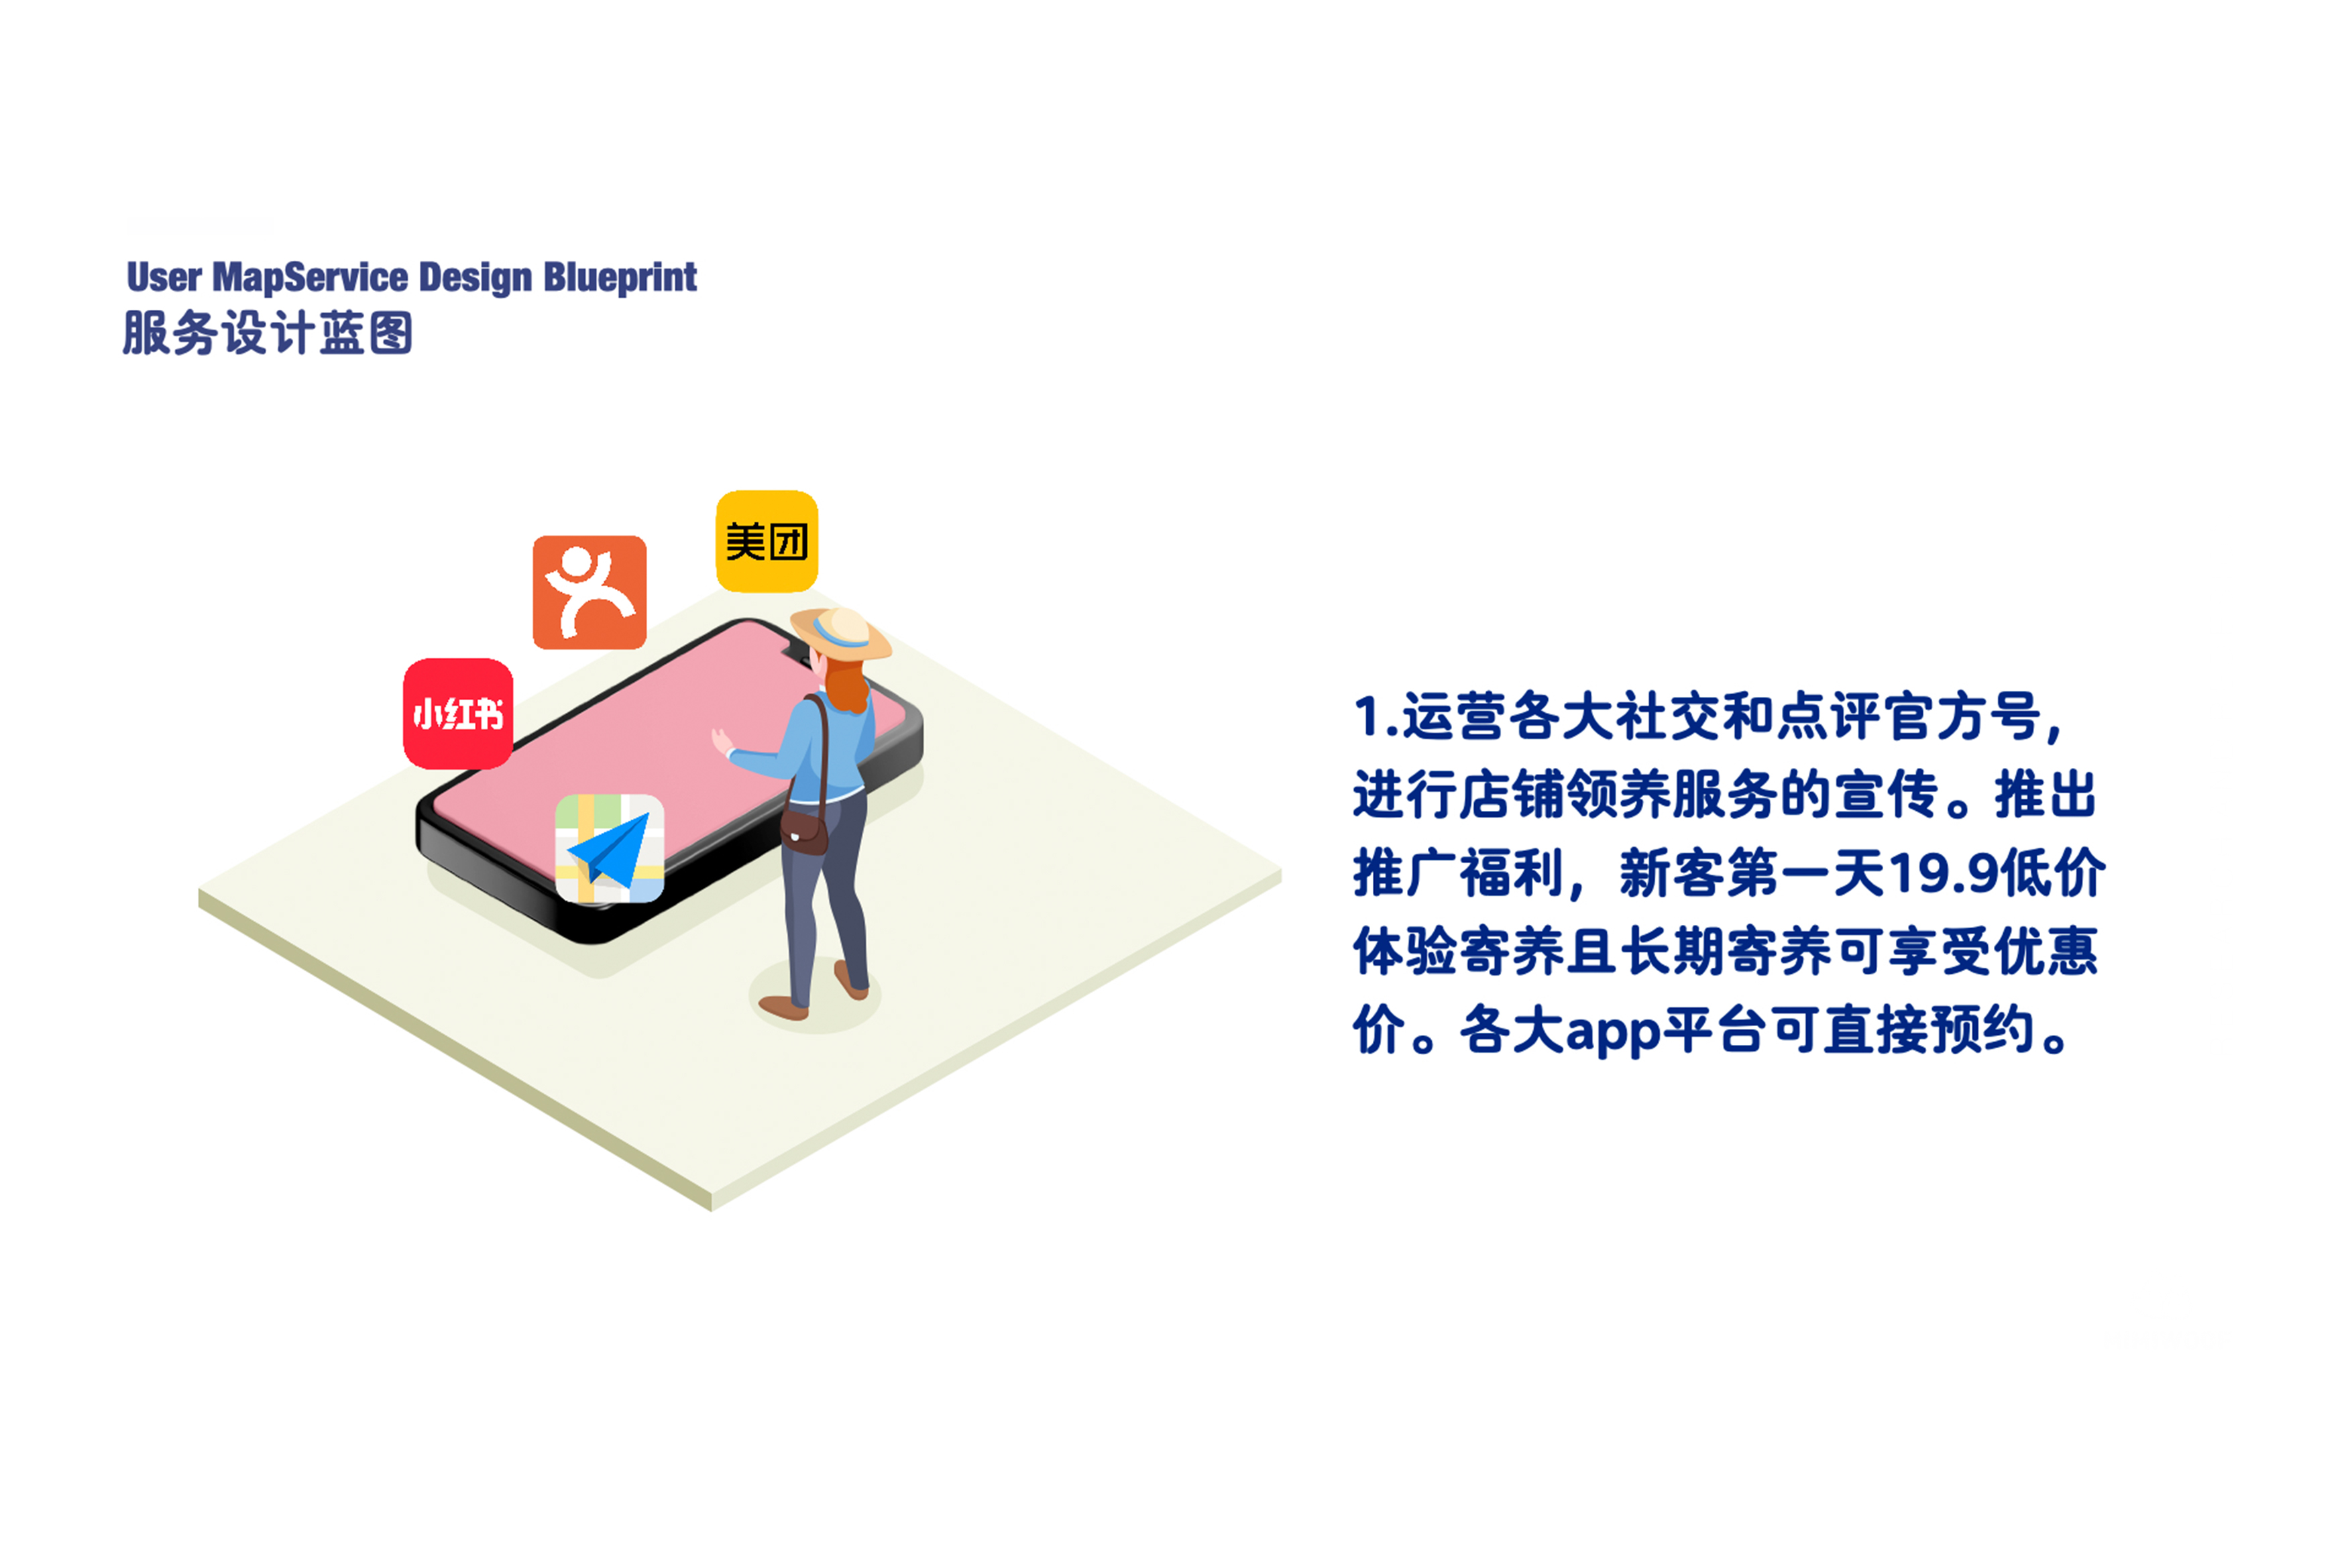 User MapService Design Blueprint
服务设计蓝图
美团
小红书
1.运营各大社交和点评官方号，
进行店铺领养服务的宣传。推出
推广福利，新客第一天19.9低价
体验寄养且长期寄养可享受优惠
价。各大app平台可直接预约。